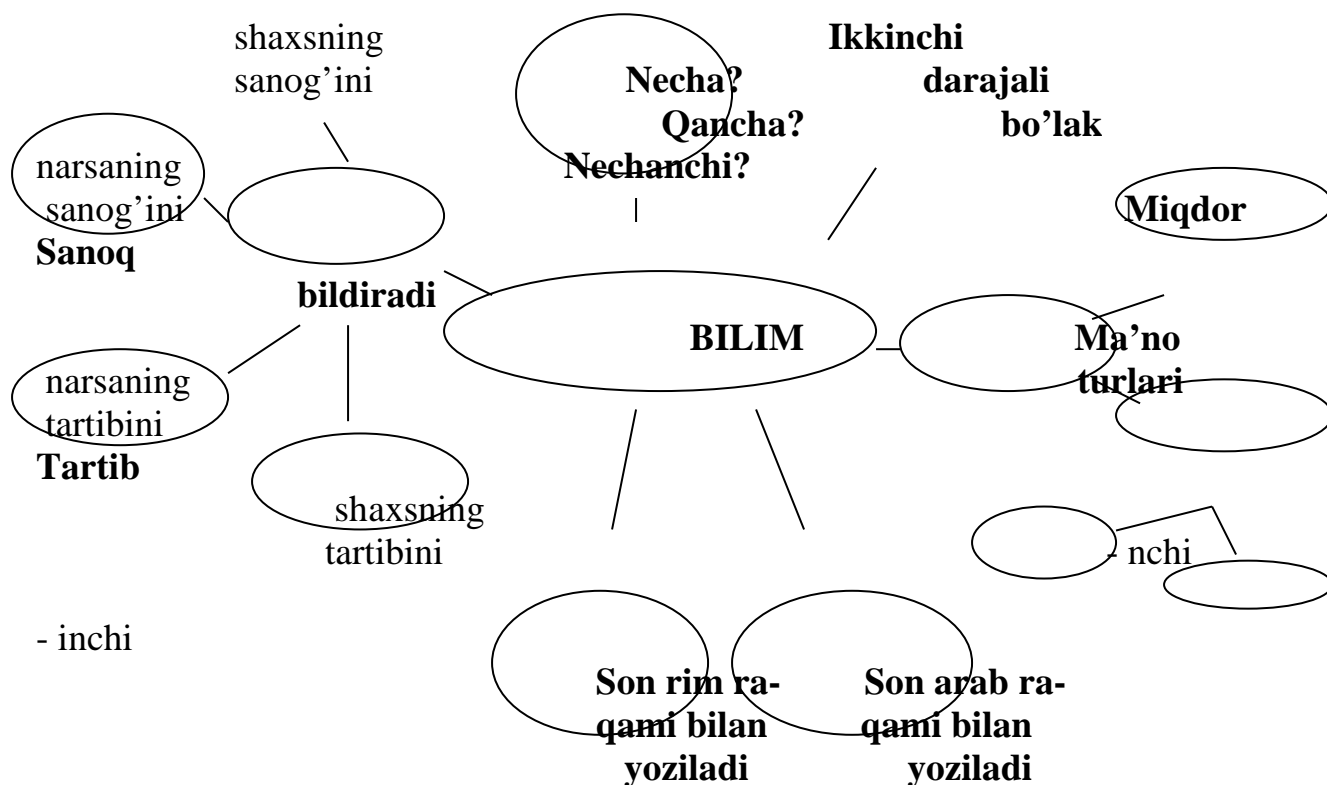 shaxsning
sanog’ini
Necha?
Qancha?
Nechanchi?
Ikkinchi
darajali
bo’lak
narsaning
sanog’ini
Sanoq
Miqdor
bildiradi
BILIM
Ma’no
turlari
narsaning
tartibini
Tartib
shaxsning
tartibini
- nchi
- inchi
Son rim ra-
qami bilan
yoziladi
Son arab ra-
qami bilan
yoziladi